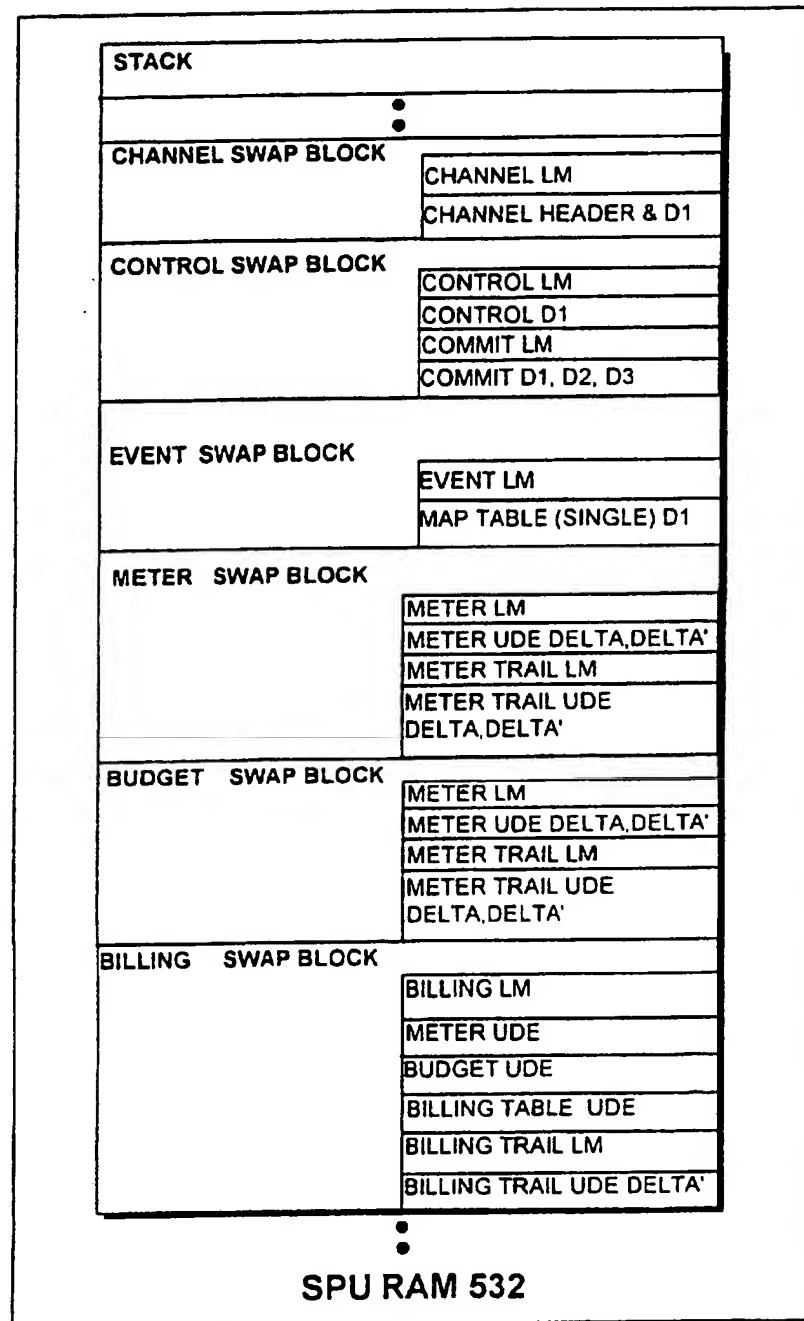 STACK
CHANNEL SWAP BLOCK
CHANNEL LM
CHANNEL HEADER & D1
CONTROL SWAP BLOCK
CONTROL LM
CONTROL D1
COMMIT LM
COMMIT D1, D2, D3
EVENT SWAP BLOCK
EVENT LM
MAP TABLE (SINGLE) D1
METER SWAP BLOCK
METER LM
METER UDE DELTA,DELTA'
METER TRAIL LM
METER TRAIL UDE
DELTA,DELTA'
BUDGET SWAP BLOCK
METER LM
METER UDE DELTA,DELTA'
METER TRAIL LM
METER TRAIL UDE
DELTA,DELTA'
BILLING SWAP BLOCK
BILLING LM
METER UDE
BUDGET UDE
BILLING TABLE UDE
BILLING TRAIL LM
BILLING TRAIL UDE DELTA'
SPU RAM 532